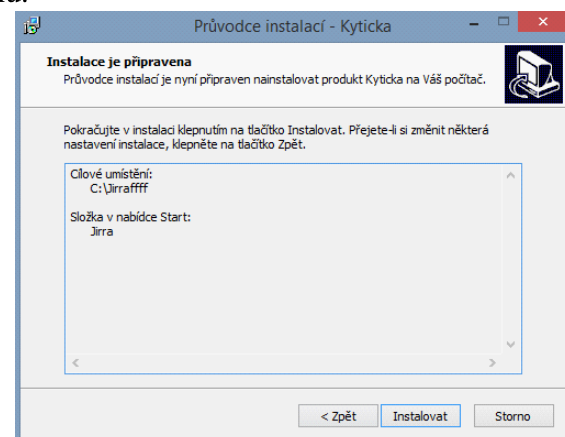 Průvodce instalací - Kyticka
Instalace je připravena
Průvodce instalací je nyní připraven nainstalovat produkt Kyticka na Váš počítač.
Pokračujte v instalaci klepnutím na tlačítko Instalovat. Přejete-li si změnit některá
nastavení instalace, klepněte na tlačítko Zpět.
Cílové umístění:
C:\Jirraffff
Složka v nabídce Start:
Jirra
< Zpět
Instalovat
Storno